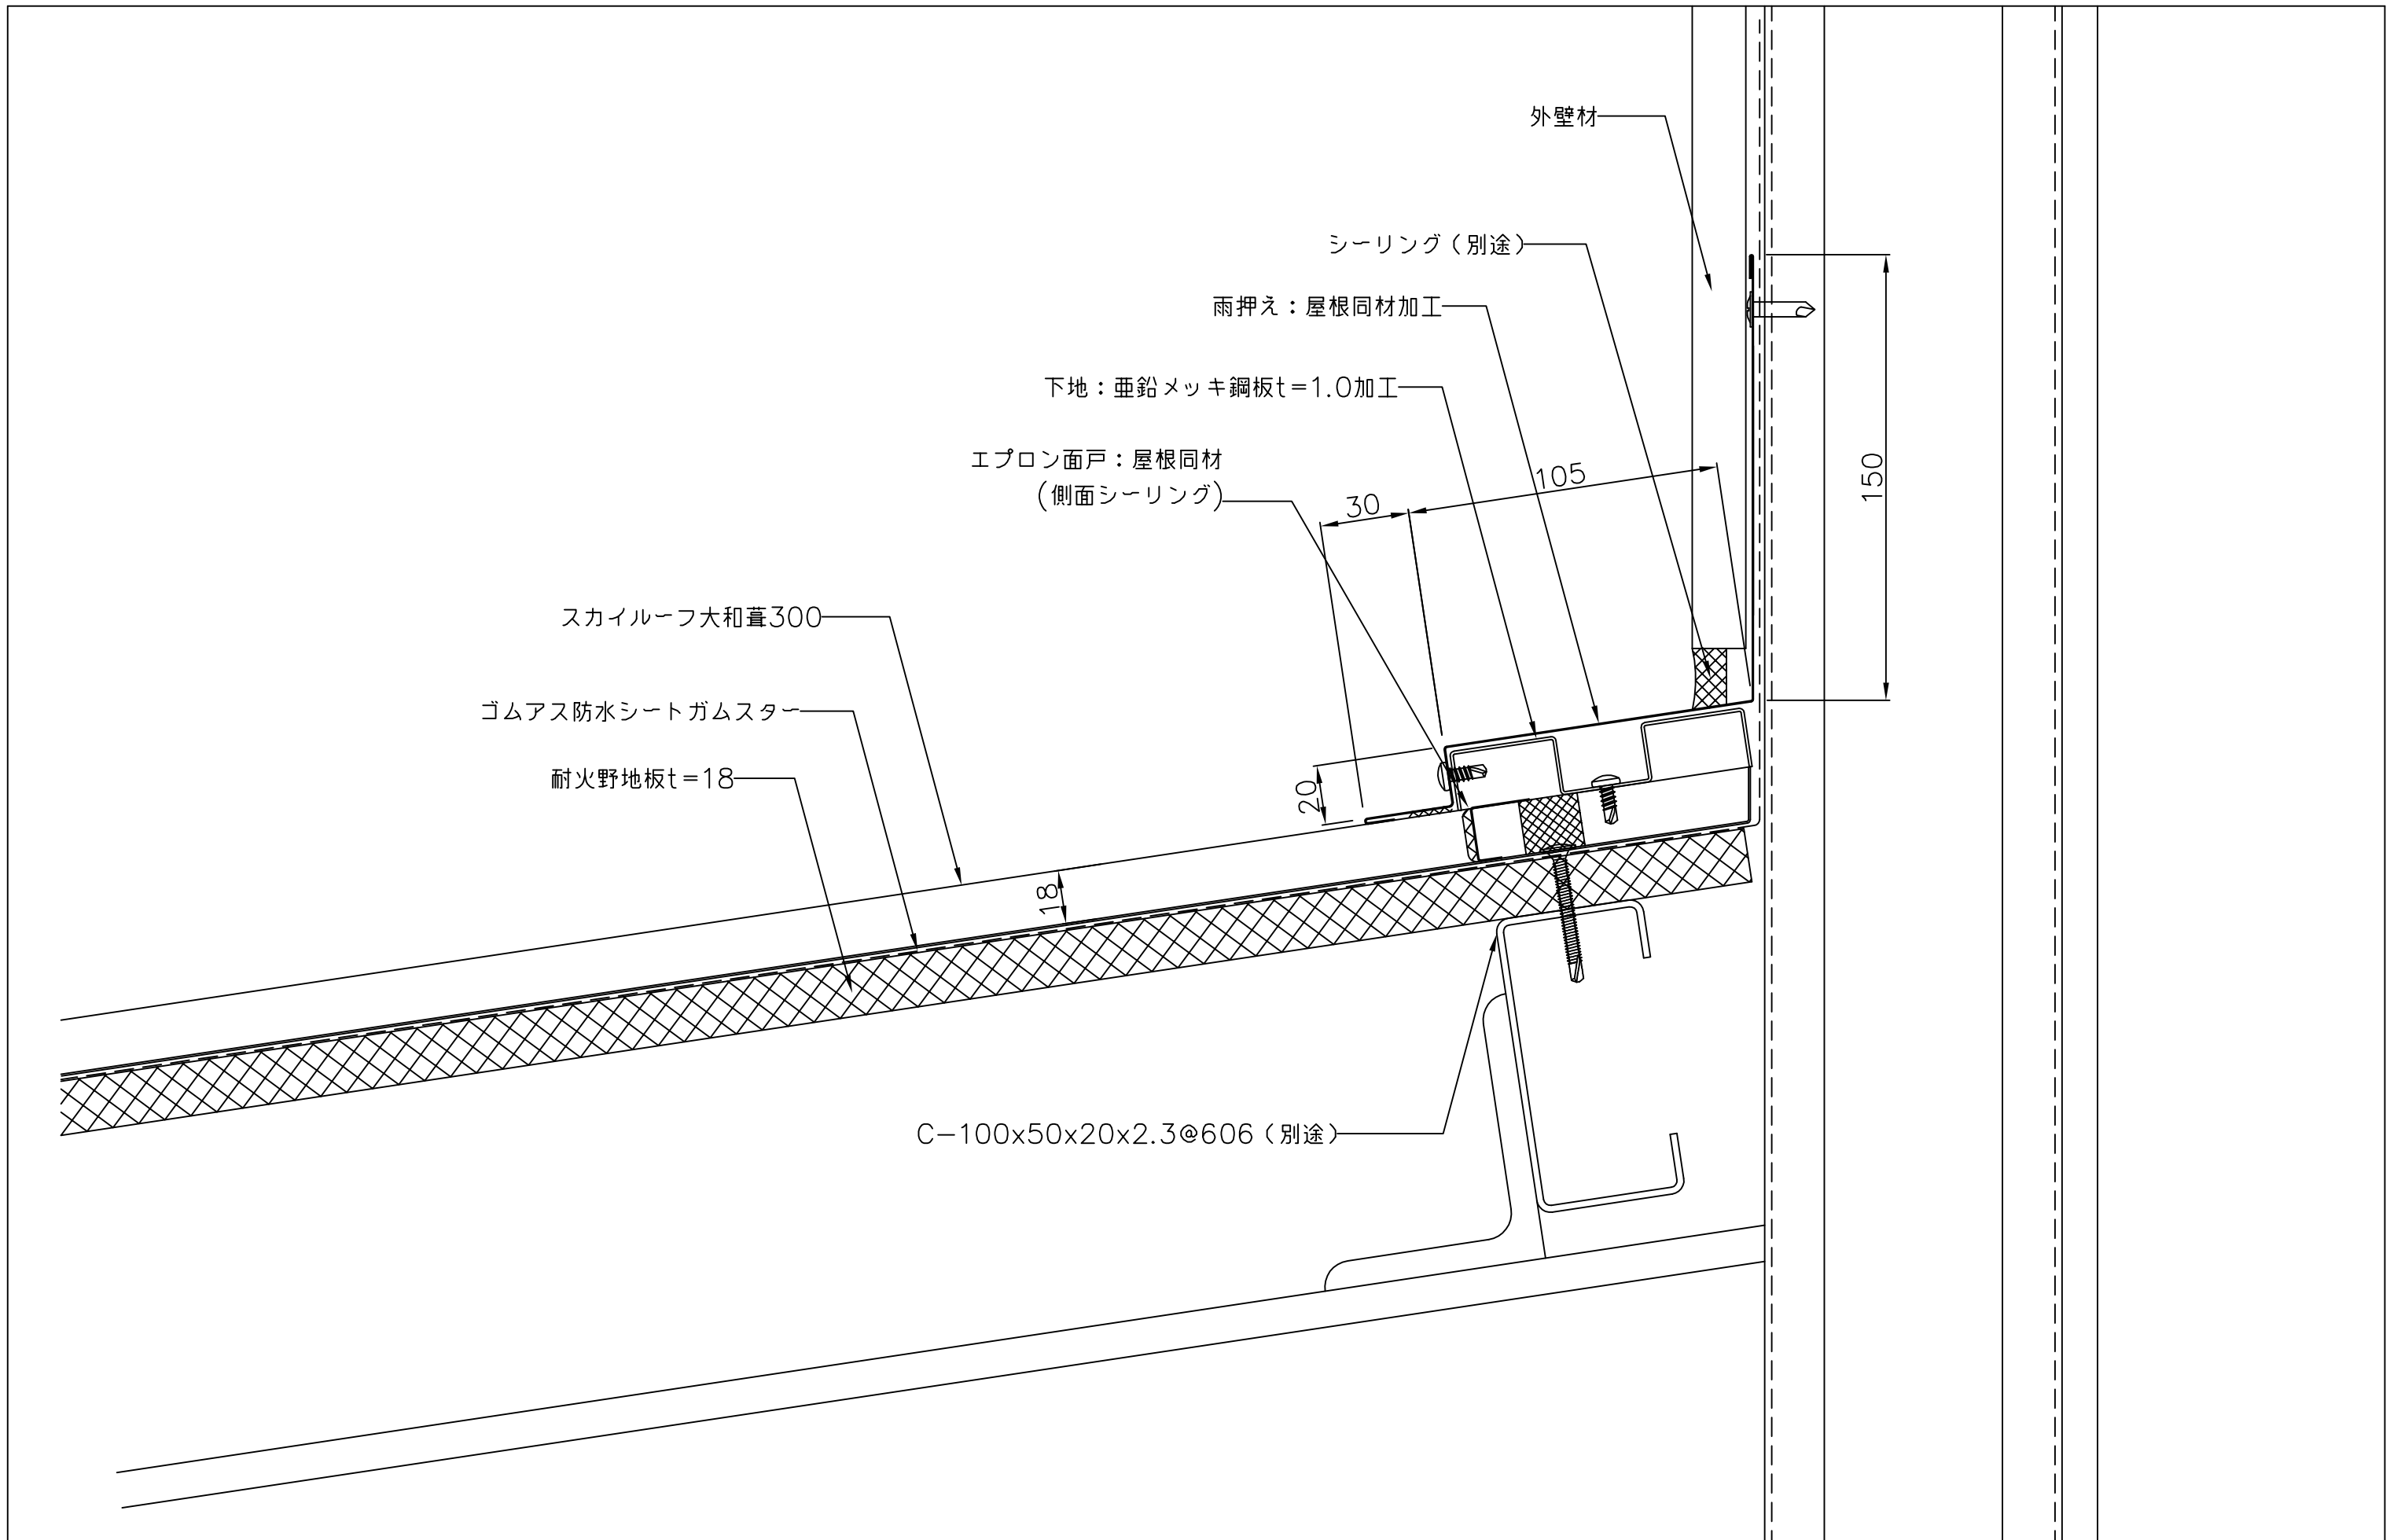 外壁材
シーリング（別途）
雨押え：屋根同材加工
下地：亜鉛メッキ鋼板t=1.0加工
エプロン面戸：屋根同材
(側面シーリング)
105
30
150
スカイルーフ大和葺300
ゴムアス防水シートガムスター
耐火野地板t=18
20
18
C-100x50x20x2.3@606（別途）